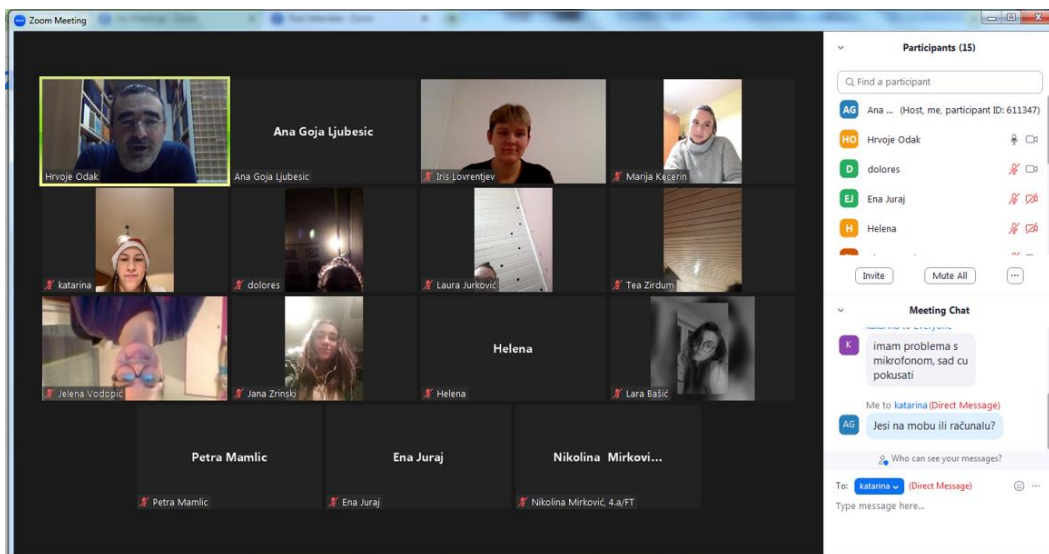 Zoom Meeting
Participants (15)
Find a participant
AG Ana ... (Host, me, participant ID: 611347)
HO Hrvoje Odak
D dolores
EJ Ena Juraj
H Helena
Invite Mute All ...
Hrvoje Odak
Ana Goja Ljubesic
Ana Goja Ljubesic
Iris Lovrentjev
Marija Kecerin
katarina
dolores
Laura Jurković
Tea Zirdum
Jelena Vodopić
Jana Zrinski
Helena
Helena
Lara Bašić
Petra Mamlic
Petra Mamlic
Ena Juraj
Ena Juraj
Nikolina Mirkovi...
Nikolina Mirković, 4.a/FT
Meeting Chat
katarina to Everyone
K
imam problema s
mikrofonom, sad cu
pokusati
Me to katarina (Direct Message)
AG
Jesi na mobu ili računalu?
Who can see your messages?
To: katarina (Direct Message)
Type message here...